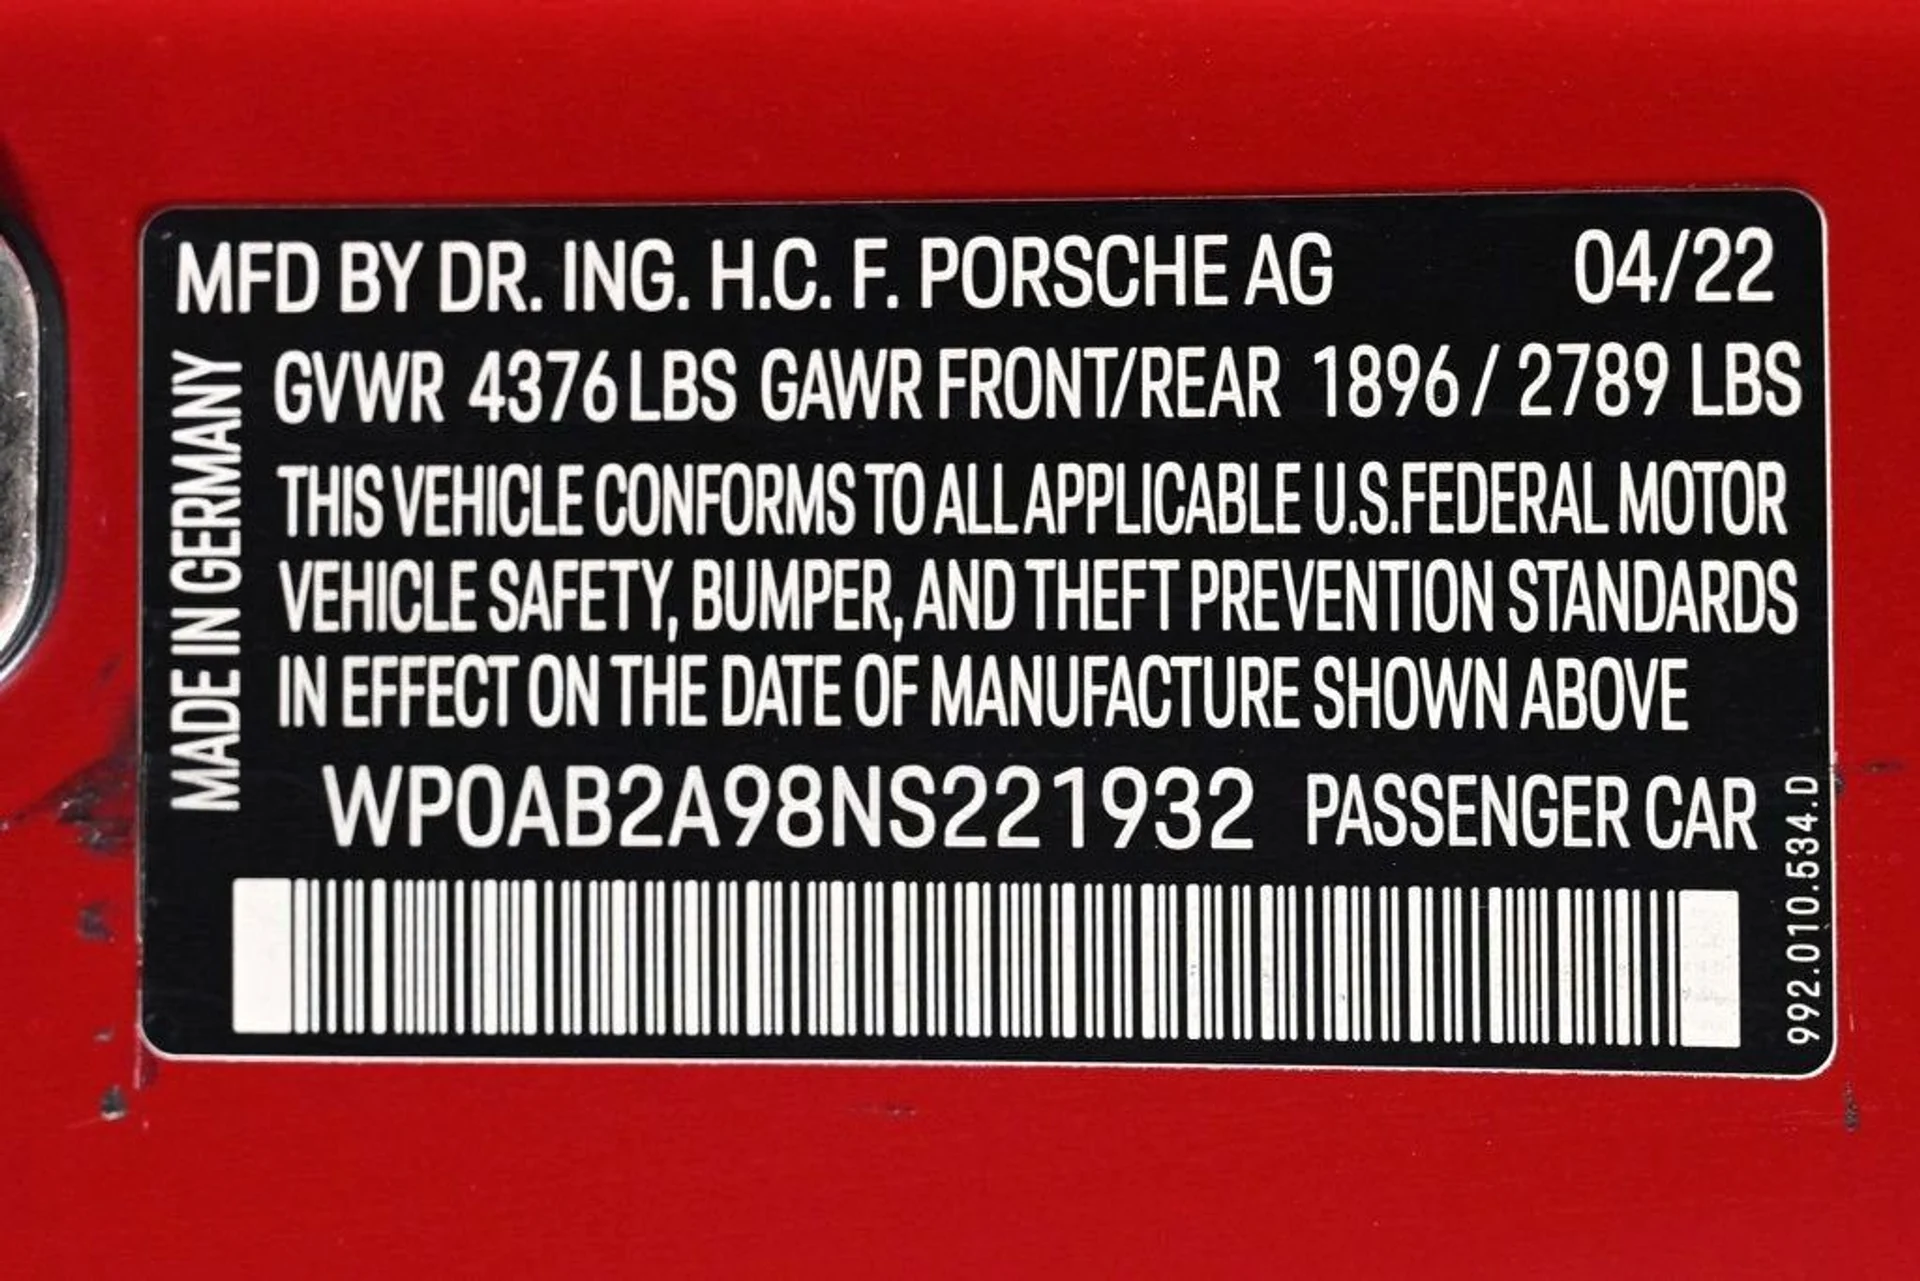 MFD BY DR. ING. H.C. F. PORSCHE AG 04/22
MADE IN GERMANY
GVWR 4376 LBS GAWR FRONT/REAR 1896 / 2789 LBS
THIS VEHICLE CONFORMS TO ALL APPLICABLE U.S.FEDERAL MOTOR
VEHICLE SAFETY, BUMPER, AND THEFT PREVENTION STANDARDS
IN EFFECT ON THE DATE OF MANUFACTURE SHOWN ABOVE
WP0AB2A98NS221932 PASSENGER CAR
992.010.534.D